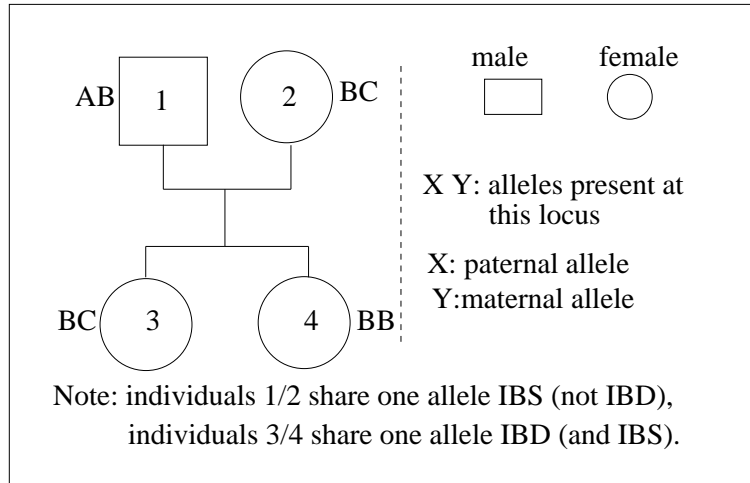 male female
AB 1 2 BC
X Y: alleles present at
this locus
X: paternal allele
Y:maternal allele
BC 3 4 BB
Note: individuals 1/2 share one allele IBS (not IBD),
individuals 3/4 share one allele IBD (and IBS).